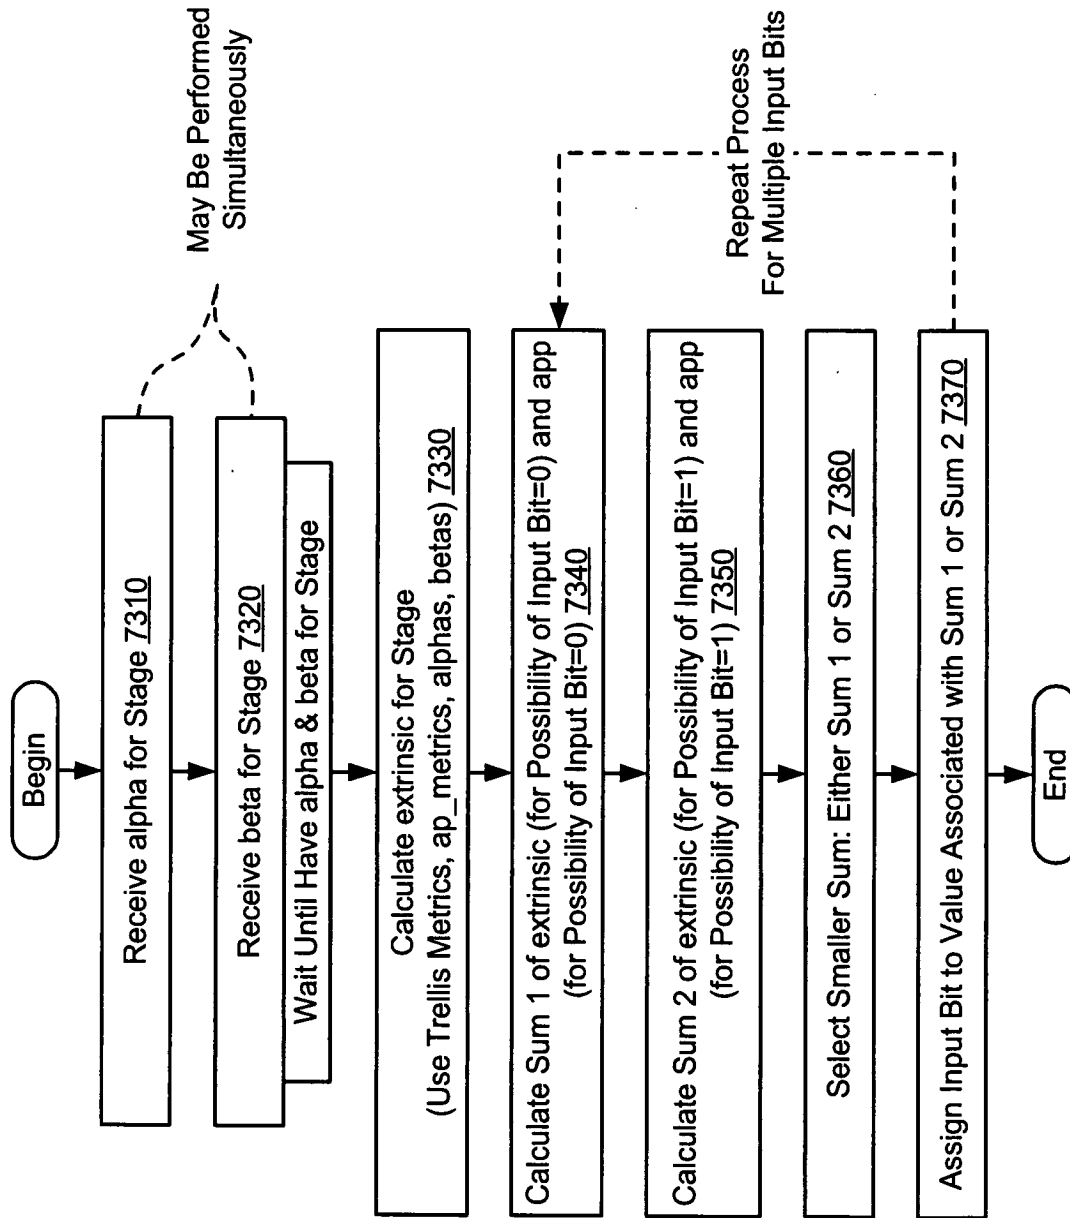 Begin
Receive alpha for Stage 7310
May Be Performed
Simultaneously
Receive beta for Stage 7320
Wait Until Have alpha & beta for Stage
Calculate extrinsic for Stage
(Use Trellis Metrics, ap_metrics, alphas, betas) 7330
Calculate Sum 1 of extrinsic (for Possibility of Input Bit=0) and app
(for Possibility of Input Bit=0) 7340
Calculate Sum 2 of extrinsic (for Possibility of Input Bit=1) and app
(for Possibility of Input Bit=1) 7350
Repeat Process
For Multiple Input Bits
Select Smaller Sum: Either Sum 1 or Sum 2 7360
Assign Input Bit to Value Associated with Sum 1 or Sum 2 7370
End